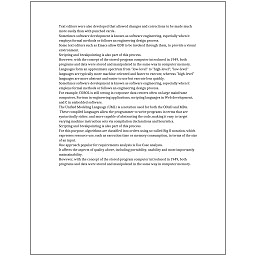 Text editors were also developed that allowed changes and corrections to be made much
more easily than with punched cards.
Sometimes software development is known as software engineering, especially when it
employs formal methods or follows an engineering design process.
Some text editors such as Emacs allow GDB to be invoked through them, to provide a visual
environment.
Scripting and breakpointing is also part of this process.
However, with the concept of the stored-program computer introduced in 1949, both
programs and data were stored and manipulated in the same way in computer memory.
Languages form an approximate spectrum from "low-level" to "high-level"; "low-level"
languages are typically more machine-oriented and faster to execute, whereas "high-level"
languages are more abstract and easier to use but execute less quickly.
Sometimes software development is known as software engineering, especially when it
employs formal methods or follows an engineering design process.
For example, COBOL is still strong in corporate data centers often on large mainframe
computers, Fortran in engineering applications, scripting languages in Web development,
and C in embedded software.
The Unified Modeling Language (UML) is a notation used for both the OOAD and MDA.
These compiled languages allow the programmer to write programs in terms that are
syntactically richer, and more capable of abstracting the code, making it easy to target
varying machine instruction sets via compilation declarations and heuristics.
Scripting and breakpointing is also part of this process.
For this purpose, algorithms are classified into orders using so-called Big O notation, which
expresses resource use, such as execution time or memory consumption, in terms of the size
of an input.
One approach popular for requirements analysis is Use Case analysis.
It affects the aspects of quality above, including portability, usability and most importantly
maintainability.
However, with the concept of the stored-program computer introduced in 1949, both
programs and data were stored and manipulated in the same way in computer memory.